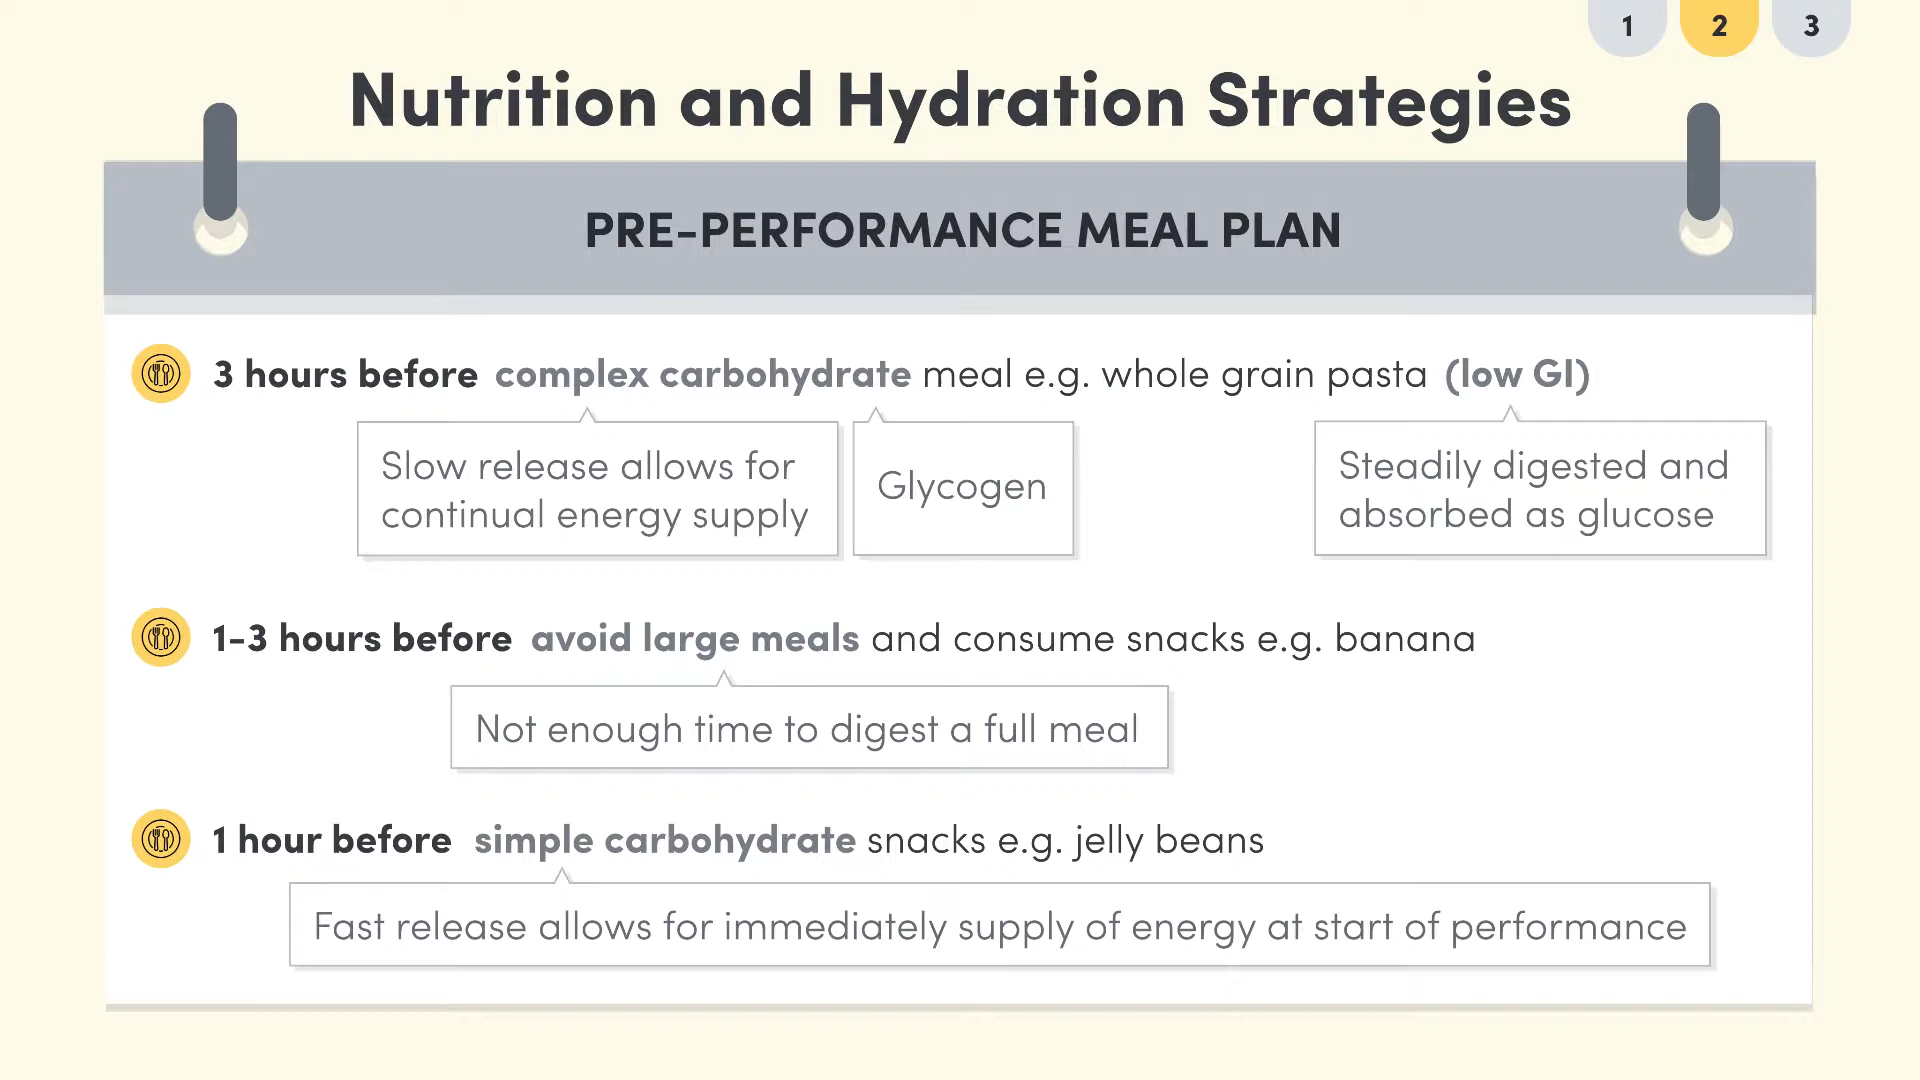 1 2 3
Nutrition and Hydration Strategies
PRE-PERFORMANCE MEAL PLAN
3 hours before complex carbohydrate meal e.g. whole grain pasta (low GI)
Slow release allows for
continual energy supply
Glycogen
Steadily digested and
absorbed as glucose
1-3 hours before avoid large meals and consume snacks e.g. banana
Not enough time to digest a full meal
1 hour before simple carbohydrate snacks e.g. jelly beans
Fast release allows for immediately supply of energy at start of performance